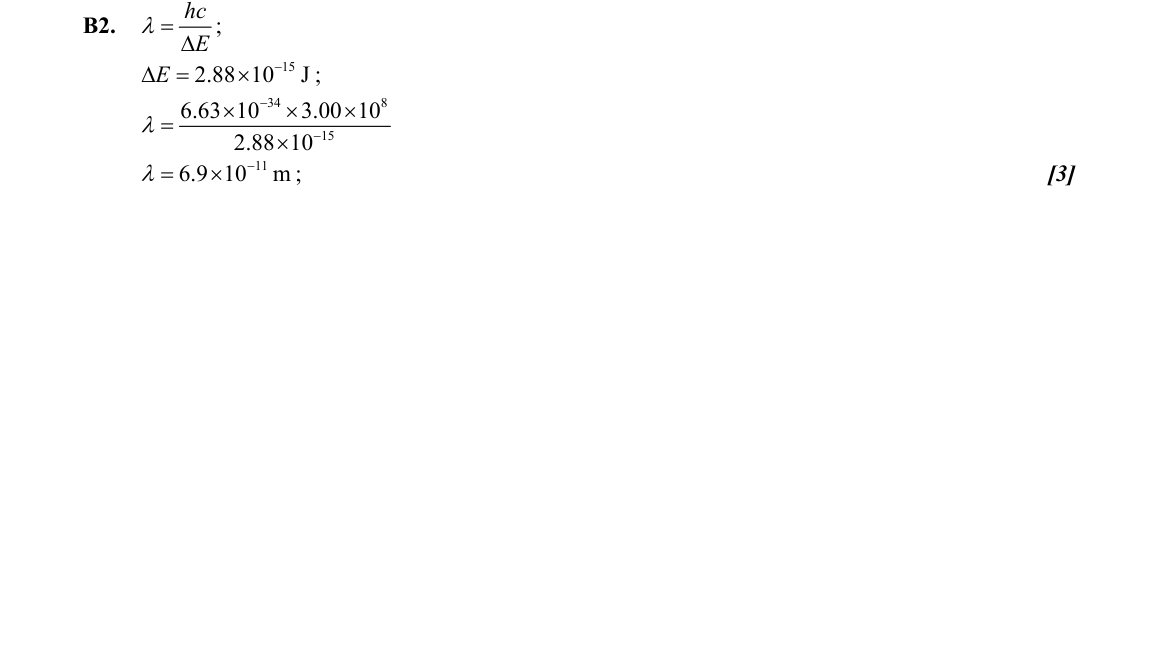 B2. λ = hc/ΔE ;
ΔE = 2.88×10⁻¹⁵ J ;
λ = 6.63×10⁻³⁴ ×3.00×10⁸/2.88×10⁻¹⁵
λ = 6.9×10⁻¹¹ m ; [3]